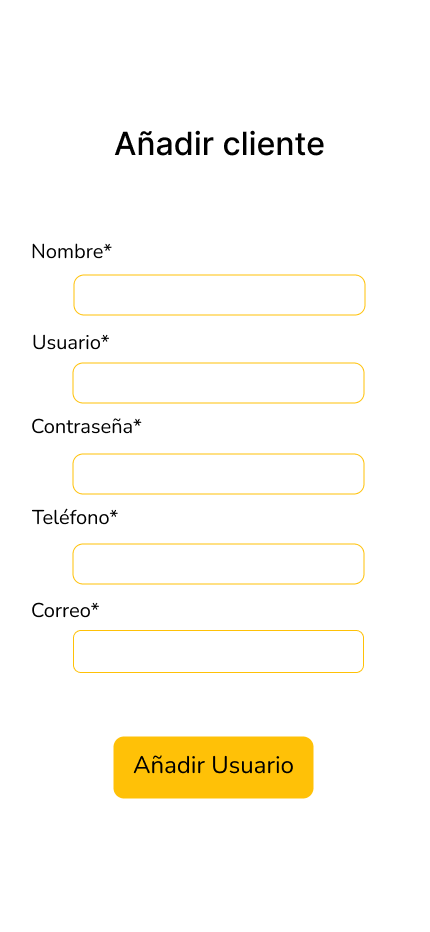 Añadir cliente
Nombre*
Usuario*
Contraseña*
Teléfono*
Correo*
Añadir Usuario